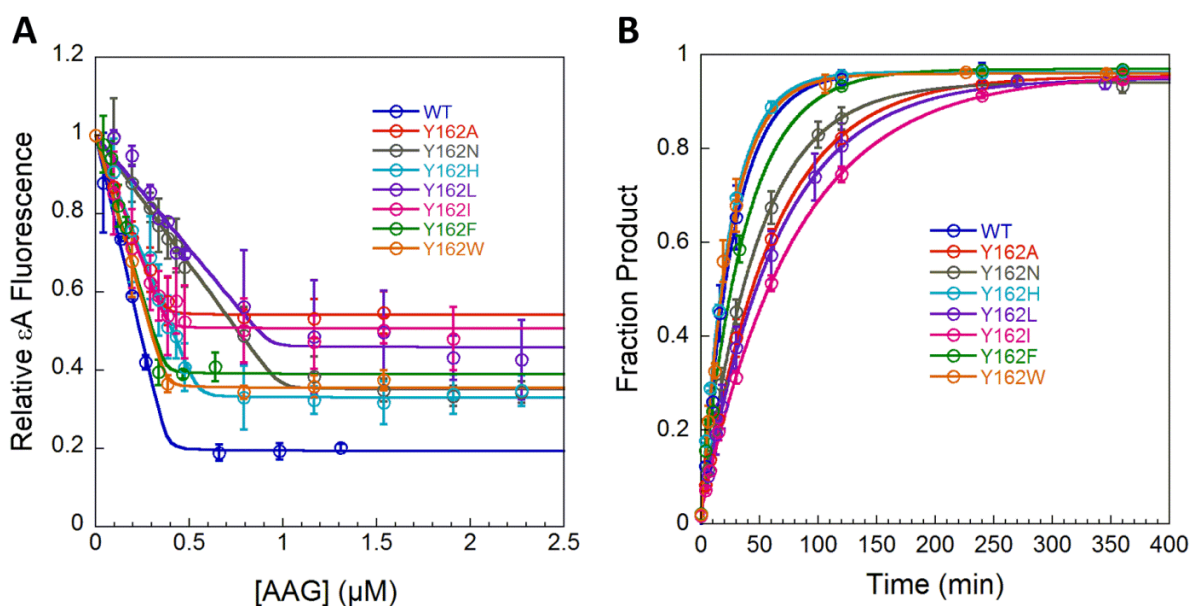 A
1.2
1
0.8
0.6
0.4
0.2
0
Relative εA Fluorescence
WT
Y162A
Y162N
Y162H
Y162L
Y162I
Y162F
Y162W
0 0.5 1 1.5 2 2.5
[AAG] (μM)
B
1
0.8
0.6
0.4
0.2
0
Fraction Product
WT
Y162A
Y162N
Y162H
Y162L
Y162I
Y162F
Y162W
0 50 100 150 200 250 300 350 400
Time (min)